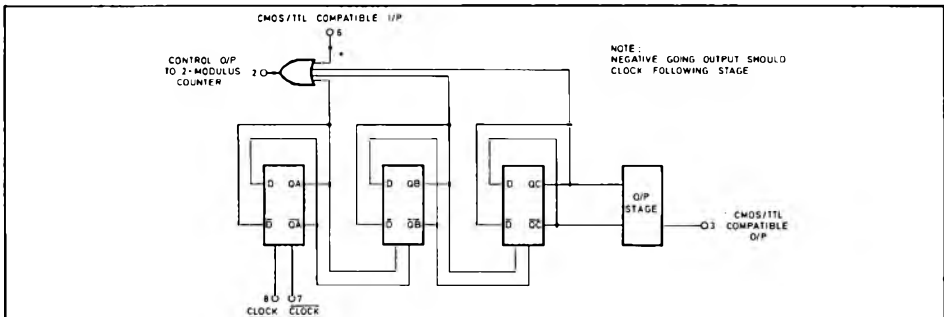 CMOS/TTL COMPATIBLE I/P
6
*
CONTROL O/P
TO 2-MODULUS
COUNTER
2
NOTE:
NEGATIVE GOING OUTPUT SHOULD
CLOCK FOLLOWING STAGE
D QA
D̅ Q̅A̅
D QB
D̅ Q̅B̅
D QC
D̅ Q̅C̅
O/P
STAGE
3 CMOS/TTL
COMPATIBLE
O/P
8 7
CLOCK C̅L̅O̅C̅K̅